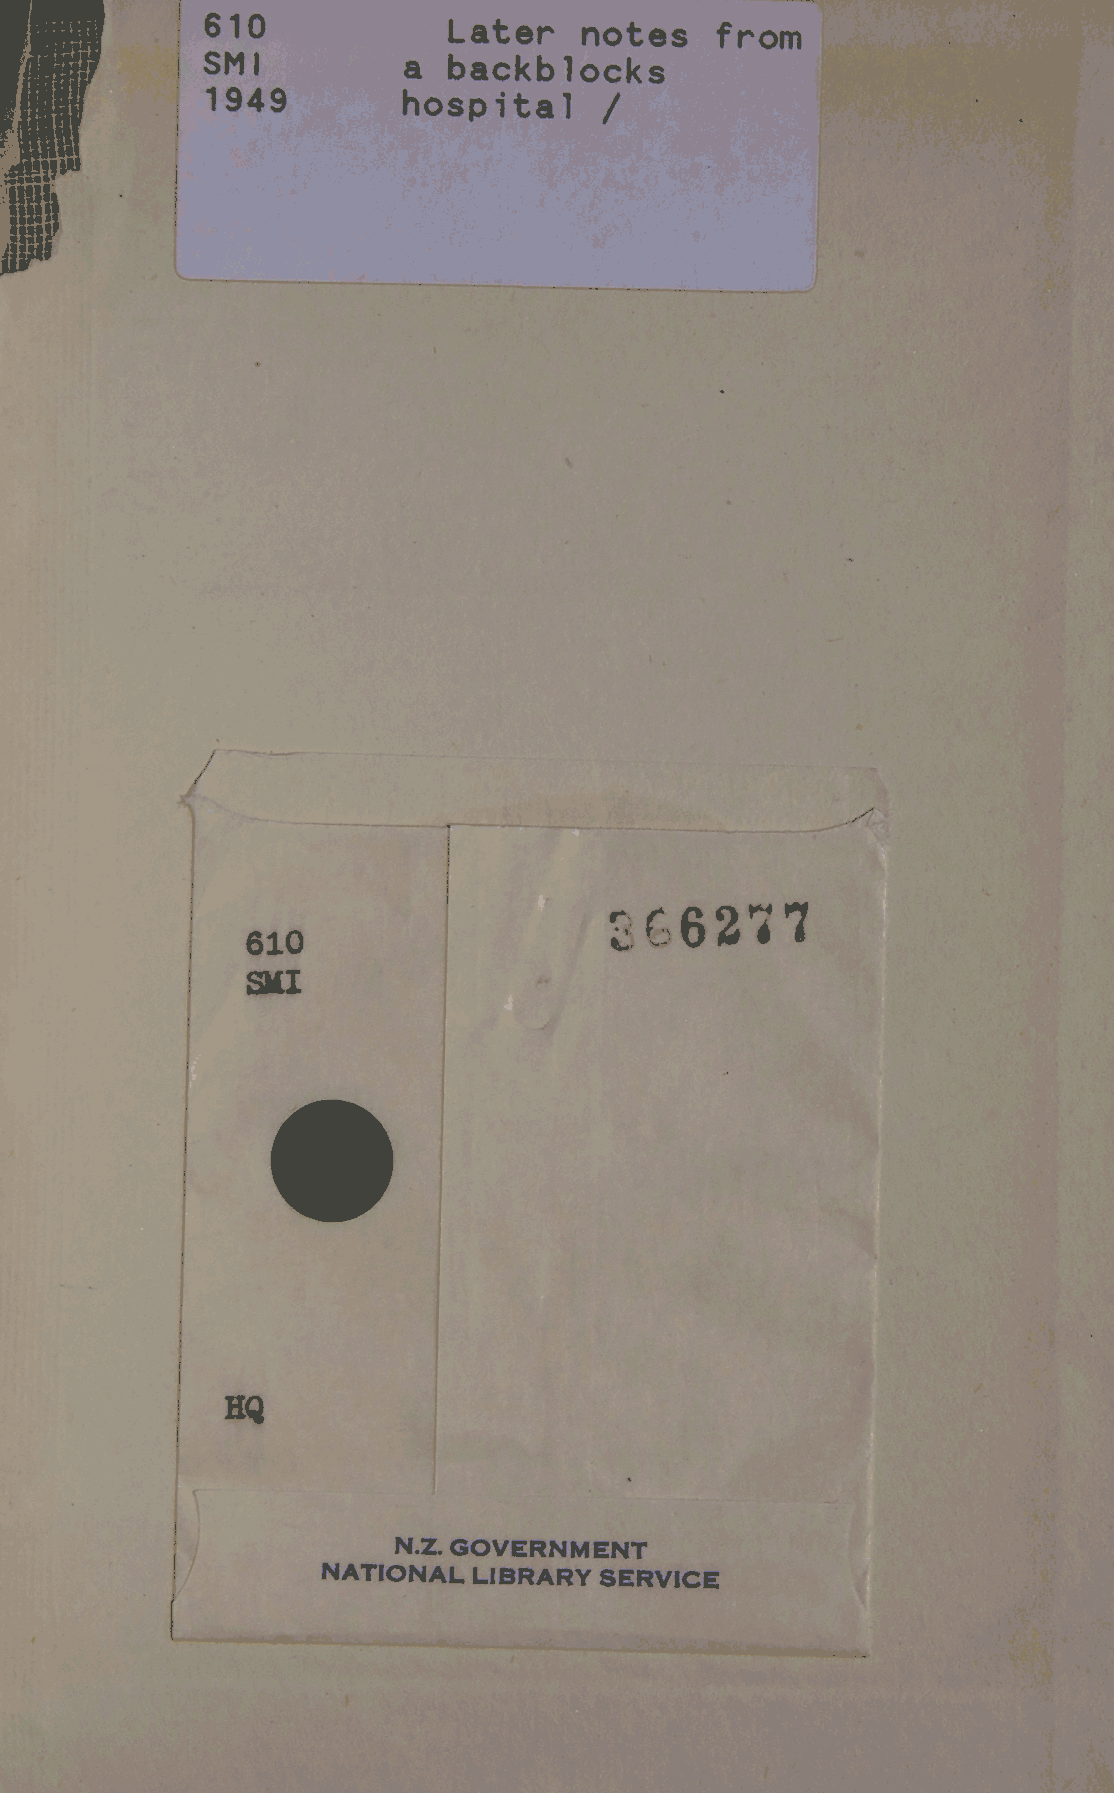 610 Later notes from
SMI a backblocks
1949 hospital /
366277
610
SMI
HQ
N.Z. GOVERNMENT
NATIONAL LIBRARY SERVICE